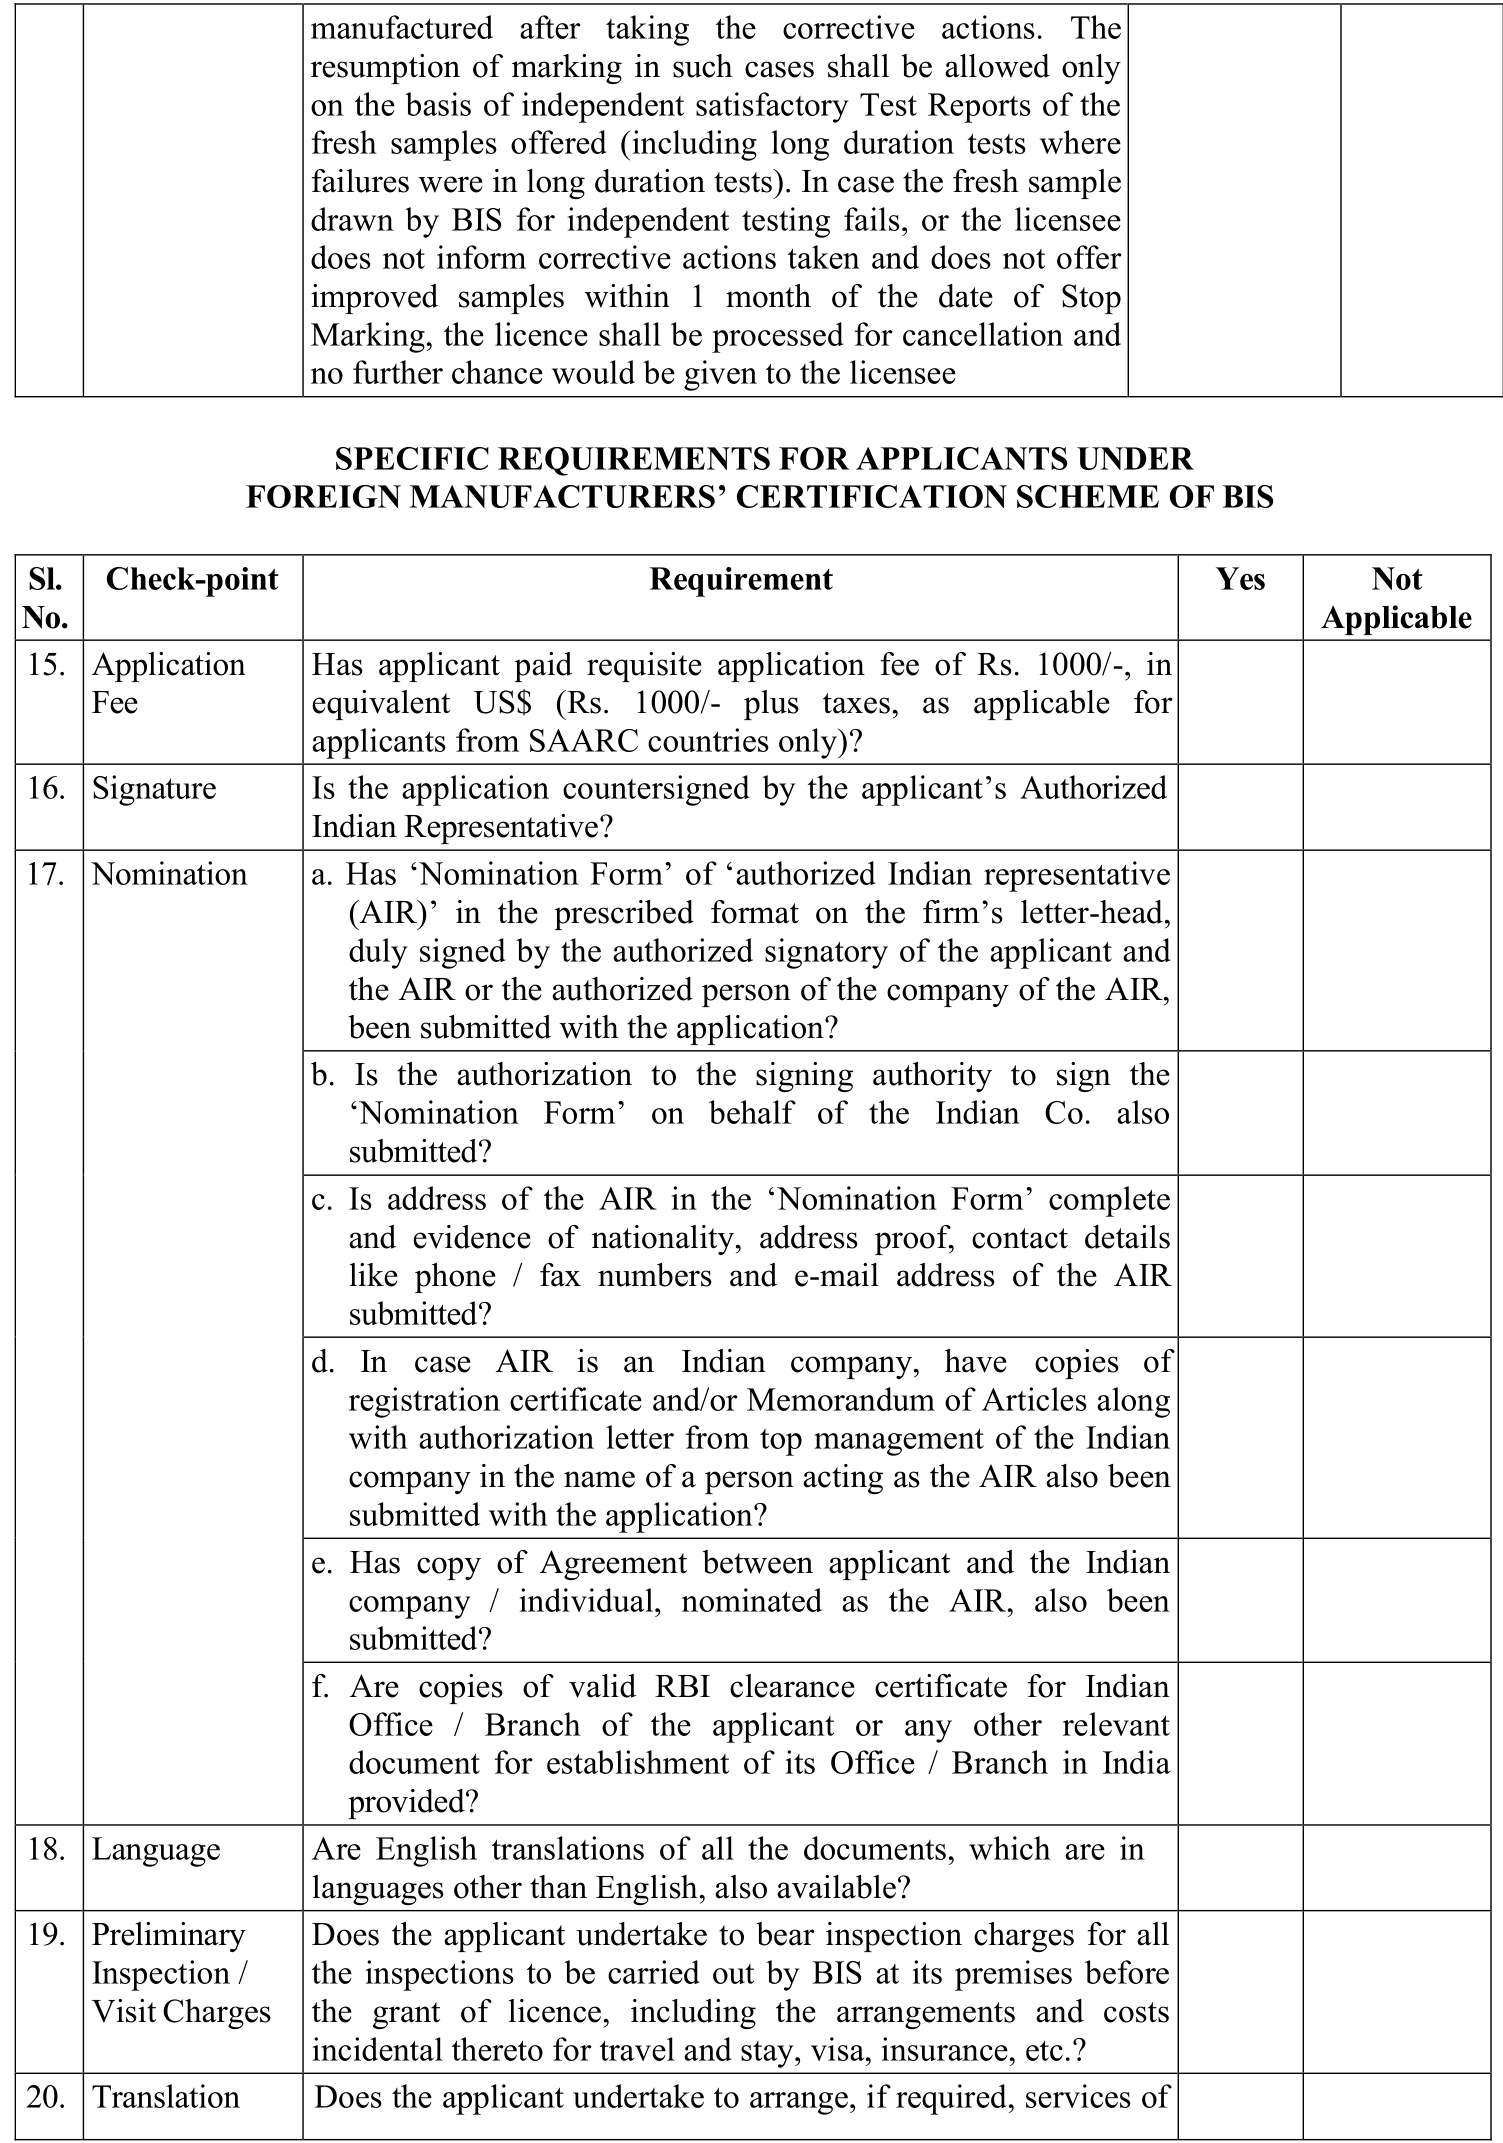 manufactured after taking the corrective actions. The
resumption of marking in such cases shall be allowed only
on the basis of independent satisfactory Test Reports of the
fresh samples offered (including long duration tests where
failures were in long duration tests). In case the fresh sample
drawn by BIS for independent testing fails, or the licensee
does not inform corrective actions taken and does not offer
improved samples within 1 month of the date of Stop
Marking, the licence shall be processed for cancellation and
no further chance would be given to the licensee
SPECIFIC REQUIREMENTS FOR APPLICANTS UNDER
FOREIGN MANUFACTURERS’ CERTIFICATION SCHEME OF BIS
Sl. No. Check-point Requirement Yes Not Applicable
15. Application Fee
Has applicant paid requisite application fee of Rs. 1000/-, in
equivalent US$ (Rs. 1000/- plus taxes, as applicable for
applicants from SAARC countries only)?
16. Signature
Is the application countersigned by the applicant’s Authorized
Indian Representative?
17. Nomination
a. Has ‘Nomination Form’ of ‘authorized Indian representative
(AIR)’ in the prescribed format on the firm’s letter-head,
duly signed by the authorized signatory of the applicant and
the AIR or the authorized person of the company of the AIR,
been submitted with the application?
b. Is the authorization to the signing authority to sign the
‘Nomination Form’ on behalf of the Indian Co. also
submitted?
c. Is address of the AIR in the ‘Nomination Form’ complete
and evidence of nationality, address proof, contact details
like phone / fax numbers and e-mail address of the AIR
submitted?
d. In case AIR is an Indian company, have copies of
registration certificate and/or Memorandum of Articles along
with authorization letter from top management of the Indian
company in the name of a person acting as the AIR also been
submitted with the application?
e. Has copy of Agreement between applicant and the Indian
company / individual, nominated as the AIR, also been
submitted?
f. Are copies of valid RBI clearance certificate for Indian
Office / Branch of the applicant or any other relevant
document for establishment of its Office / Branch in India
provided?
18. Language
Are English translations of all the documents, which are in
languages other than English, also available?
19. Preliminary
Inspection /
Visit Charges
Does the applicant undertake to bear inspection charges for all
the inspections to be carried out by BIS at its premises before
the grant of licence, including the arrangements and costs
incidental thereto for travel and stay, visa, insurance, etc.?
20. Translation
Does the applicant undertake to arrange, if required, services of